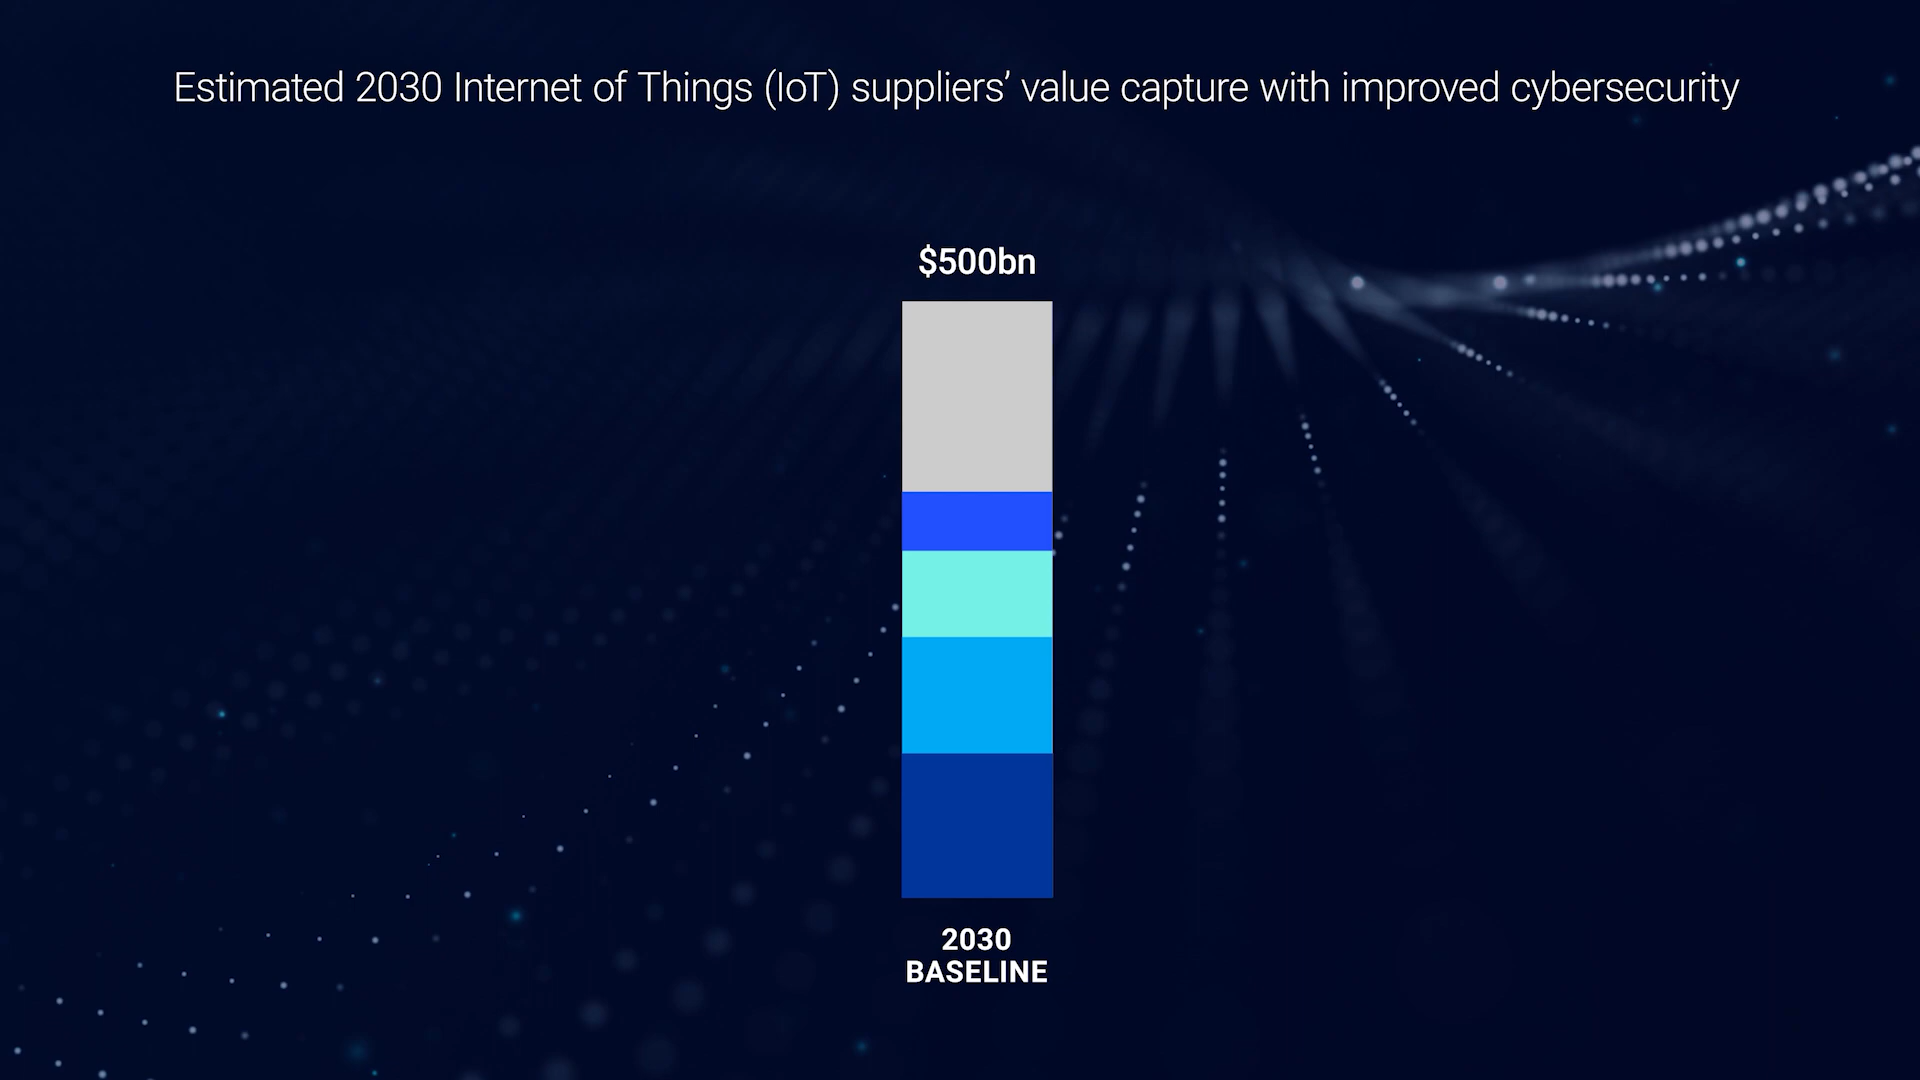 Estimated 2030 Internet of Things (IoT) suppliers’ value capture with improved cybersecurity
$500bn
2030
BASELINE